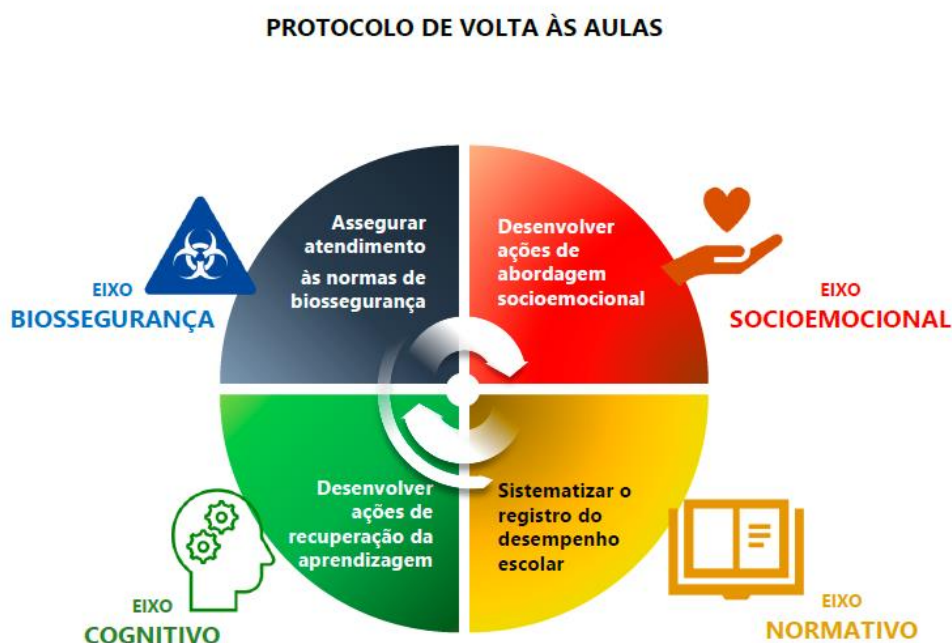 PROTOCOLO DE VOLTA ÀS AULAS
Assegurar
atendimento
às normas de
biossegurança
EIXO
BIOSSEGURANÇA
Desenvolver
ações de
abordagem
socioemocional
EIXO
SOCIOEMOCIONAL
Desenvolver
ações de
recuperação da
aprendizagem
EIXO
COGNITIVO
Sistematizar o
registro do
desempenho
escolar
EIXO
NORMATIVO